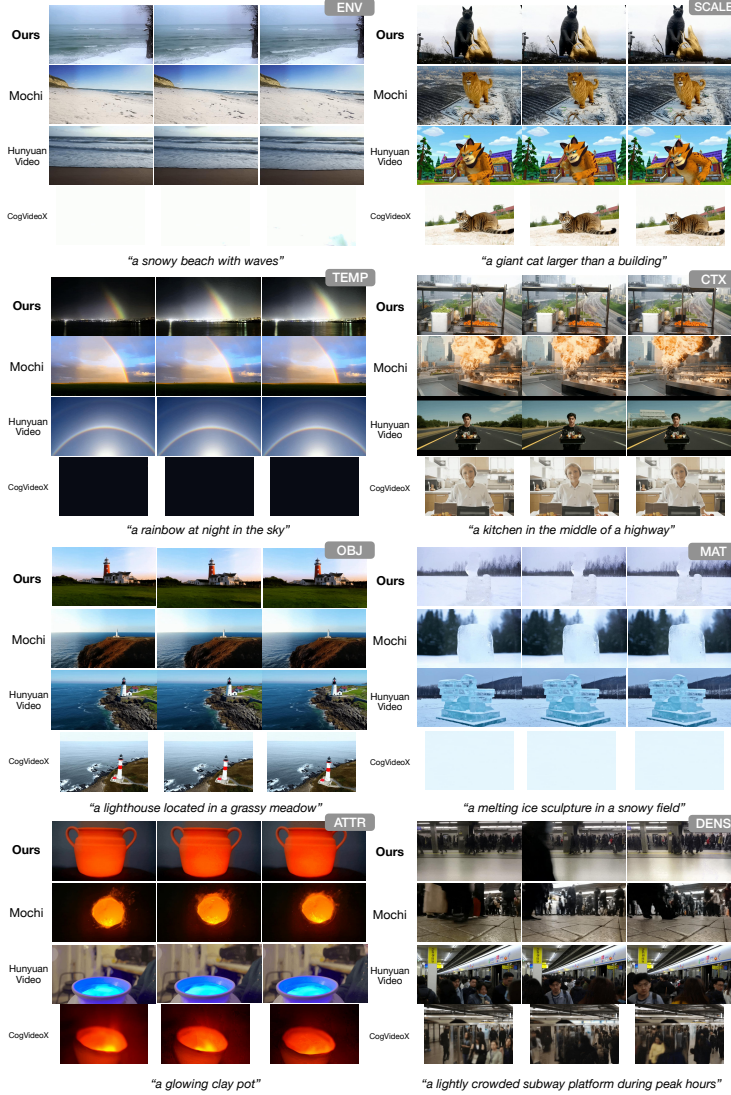 ENV
Ours
Mochi
Hunyuan
Video
CogVideoX
“a snowy beach with waves”
SCALE
Ours
Mochi
Hunyuan
Video
CogVideoX
“a giant cat larger than a building”
TEMP
Ours
Mochi
Hunyuan
Video
CogVideoX
“a rainbow at night in the sky”
CTX
Ours
Mochi
Hunyuan
Video
CogVideoX
“a kitchen in the middle of a highway”
OBJ
Ours
Mochi
Hunyuan
Video
CogVideoX
“a lighthouse located in a grassy meadow”
MAT
Ours
Mochi
Hunyuan
Video
CogVideoX
“a melting ice sculpture in a snowy field”
ATTR
Ours
Mochi
Hunyuan
Video
CogVideoX
“a glowing clay pot”
DENS
Ours
Mochi
Hunyuan
Video
CogVideoX
“a lightly crowded subway platform during peak hours”